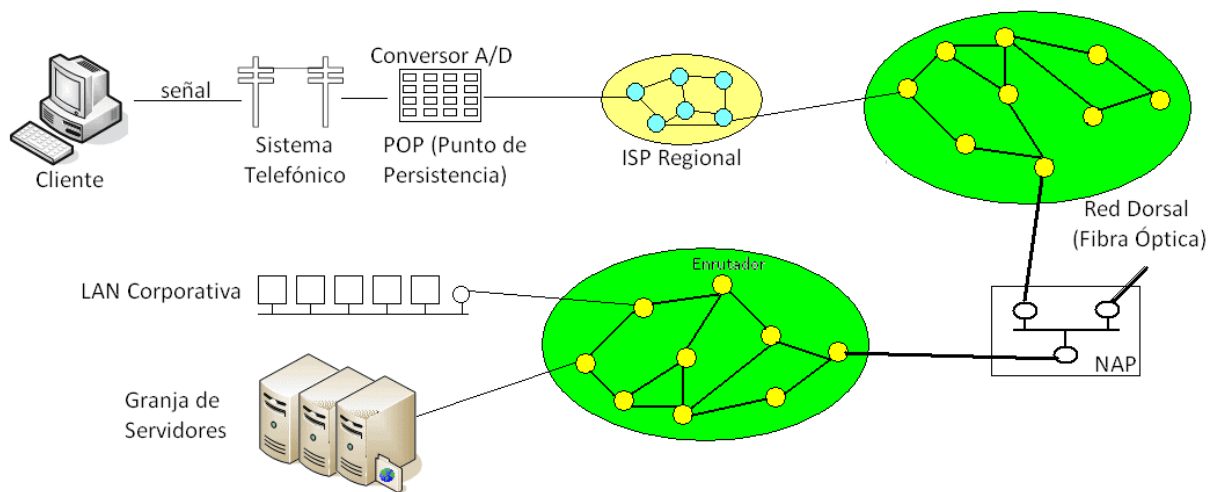 Conversor A/D
señal
Sistema
Telefónico
POP (Punto de
Persistencia)
ISP Regional
Cliente
Red Dorsal
(Fibra Óptica)
Enrutador
LAN Corporativa
NAP
Granja de
Servidores